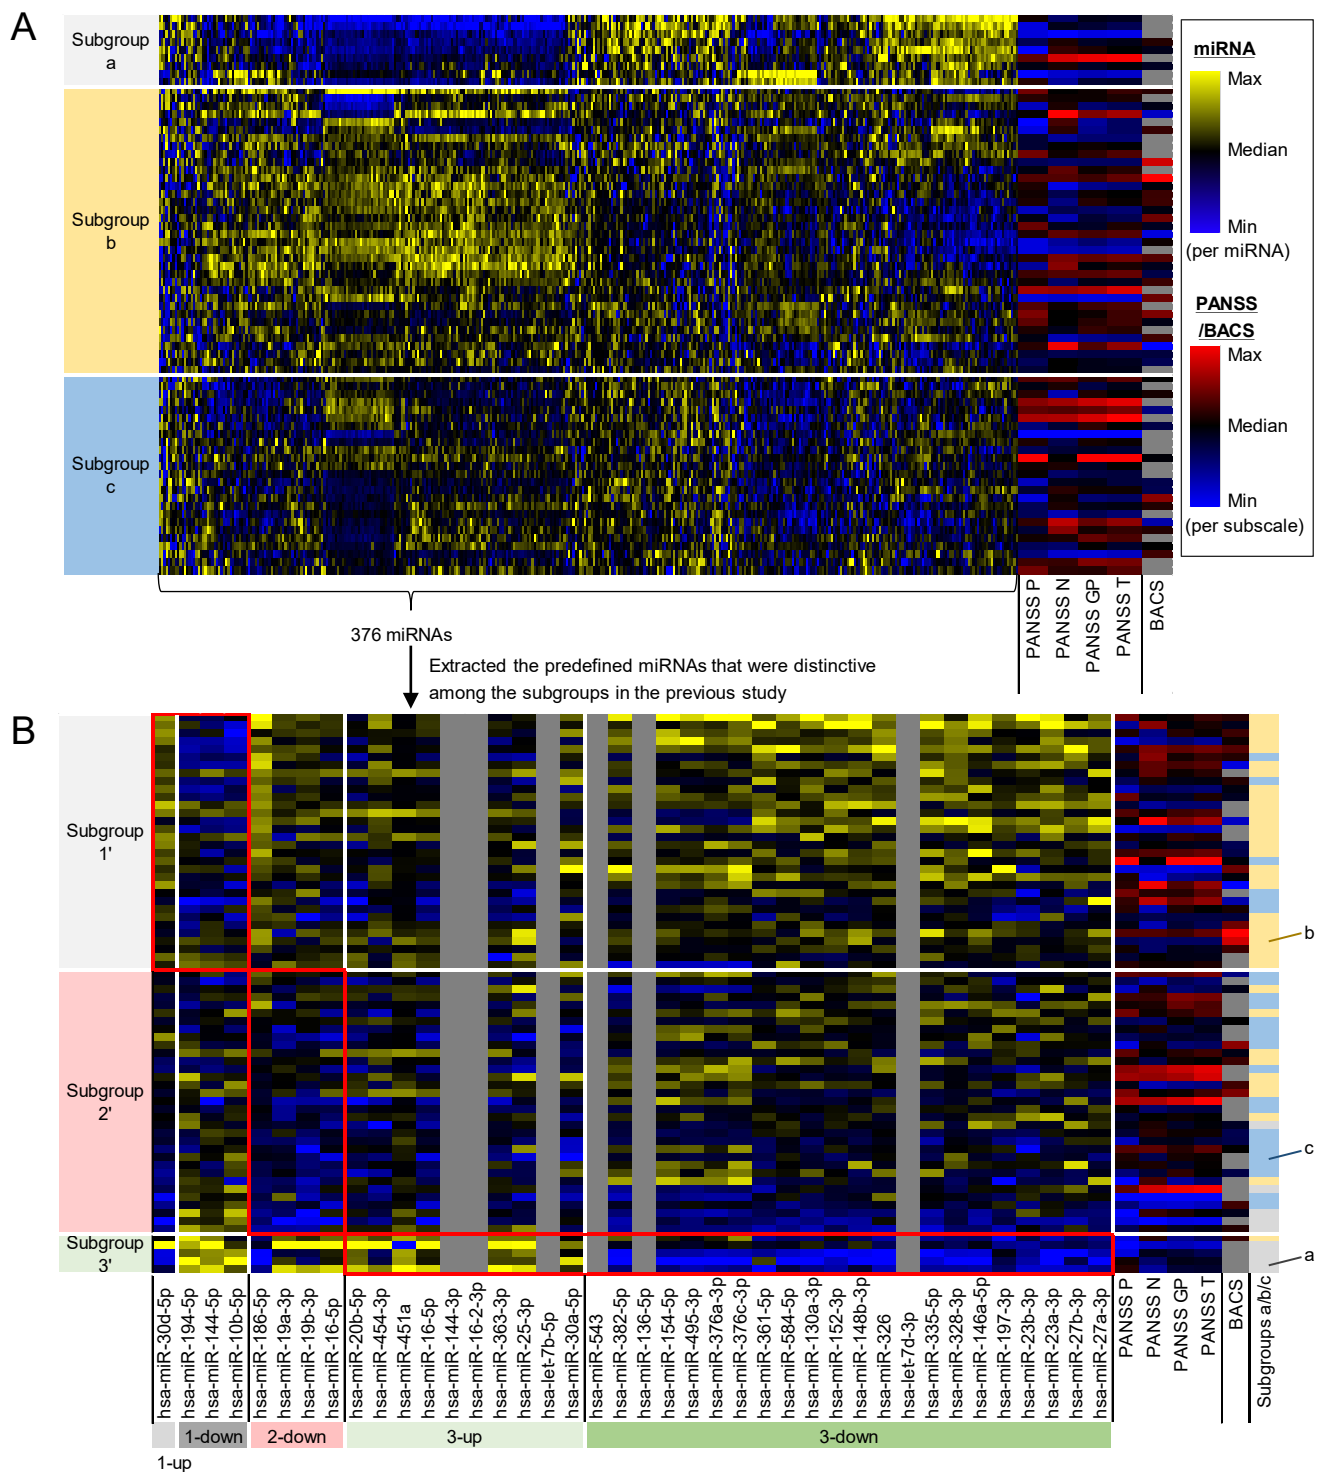 A
Subgroup
a
Subgroup
b
Subgroup
c
miRNA
Max
Median
Min
(per miRNA)
PANSS
/BACS
Max
Median
Min
(per subscale)
PANSS P
PANSS N
PANSS GP
PANSS T
BACS
376 miRNAs
Extracted the predefined miRNAs that were distinctive
among the subgroups in the previous study
B
Subgroup
1'
Subgroup
2'
Subgroup
3'
b
c
a
hsa-miR-30d-5p
hsa-miR-194-5p
hsa-miR-144-5p
hsa-miR-10b-5p
hsa-miR-186-5p
hsa-miR-19a-3p
hsa-miR-19b-3p
hsa-miR-16-5p
hsa-miR-20b-5p
hsa-miR-454-3p
hsa-miR-451a
hsa-miR-16-5p
hsa-miR-144-3p
hsa-miR-16-2-3p
hsa-miR-363-3p
hsa-miR-25-3p
hsa-let-7b-5p
hsa-miR-30a-5p
hsa-miR-543
hsa-miR-382-5p
hsa-miR-136-5p
hsa-miR-154-5p
hsa-miR-495-3p
hsa-miR-376a-3p
hsa-miR-376c-3p
hsa-miR-361-5p
hsa-miR-584-5p
hsa-miR-130a-3p
hsa-miR-152-3p
hsa-miR-148b-3p
hsa-miR-326
hsa-let-7d-3p
hsa-miR-335-5p
hsa-miR-328-3p
hsa-miR-146a-5p
hsa-miR-197-3p
hsa-miR-23b-3p
hsa-miR-23a-3p
hsa-miR-27b-3p
hsa-miR-27a-3p
PANSS P
PANSS N
PANSS GP
PANSS T
BACS
Subgroups a/b/c
1-up
1-down
2-down
3-up
3-down